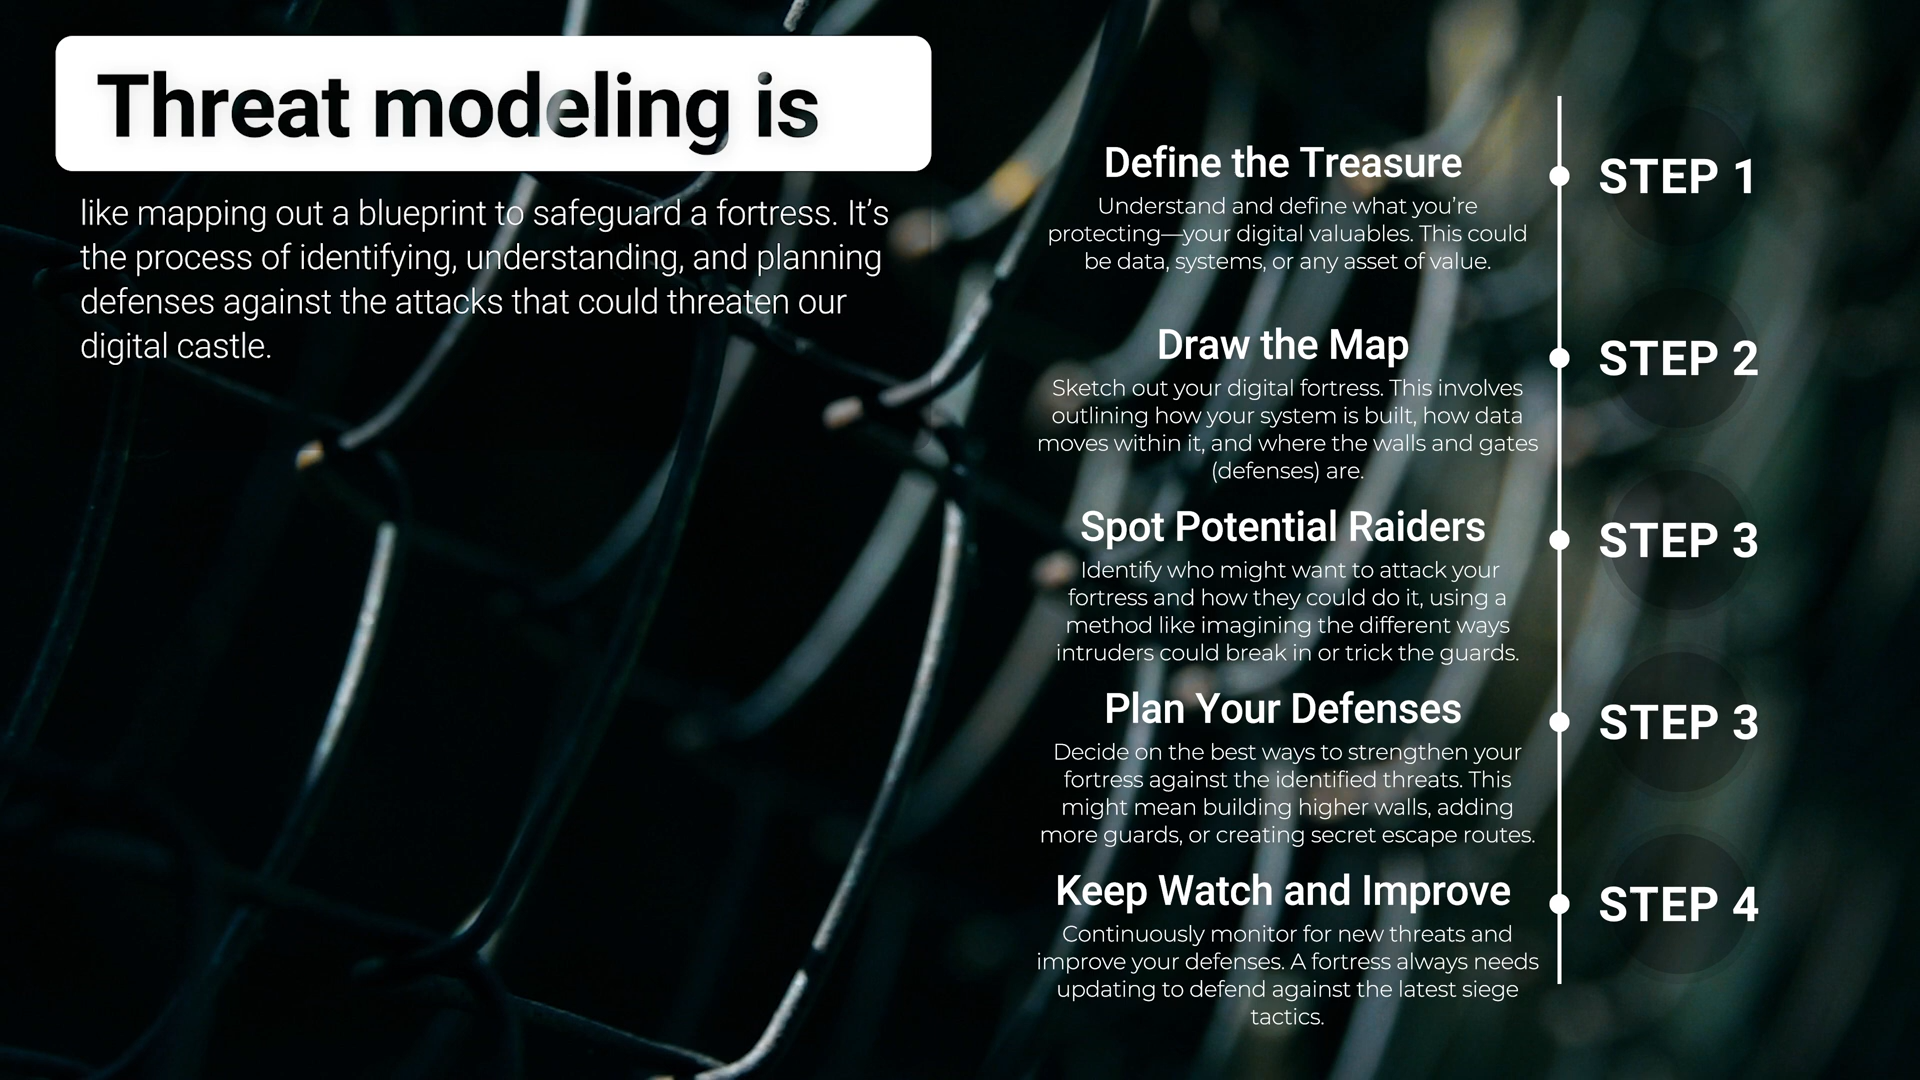 Threat modeling is
like mapping out a blueprint to safeguard a fortress. It’s
the process of identifying, understanding, and planning
defenses against the attacks that could threaten our
digital castle.
Define the Treasure
STEP 1
Understand and define what you’re
protecting—your digital valuables. This could
be data, systems, or any asset of value.
Draw the Map
STEP 2
Sketch out your digital fortress. This involves
outlining how your system is built, how data
moves within it, and where the walls and gates
(defenses) are.
Spot Potential Raiders
STEP 3
Identify who might want to attack your
fortress and how they could do it, using a
method like imagining the different ways
intruders could break in or trick the guards.
Plan Your Defenses
STEP 3
Decide on the best ways to strengthen your
fortress against the identified threats. This
might mean building higher walls, adding
more guards, or creating secret escape routes.
Keep Watch and Improve
STEP 4
Continuously monitor for new threats and
improve your defenses. A fortress always needs
updating to defend against the latest siege
tactics.